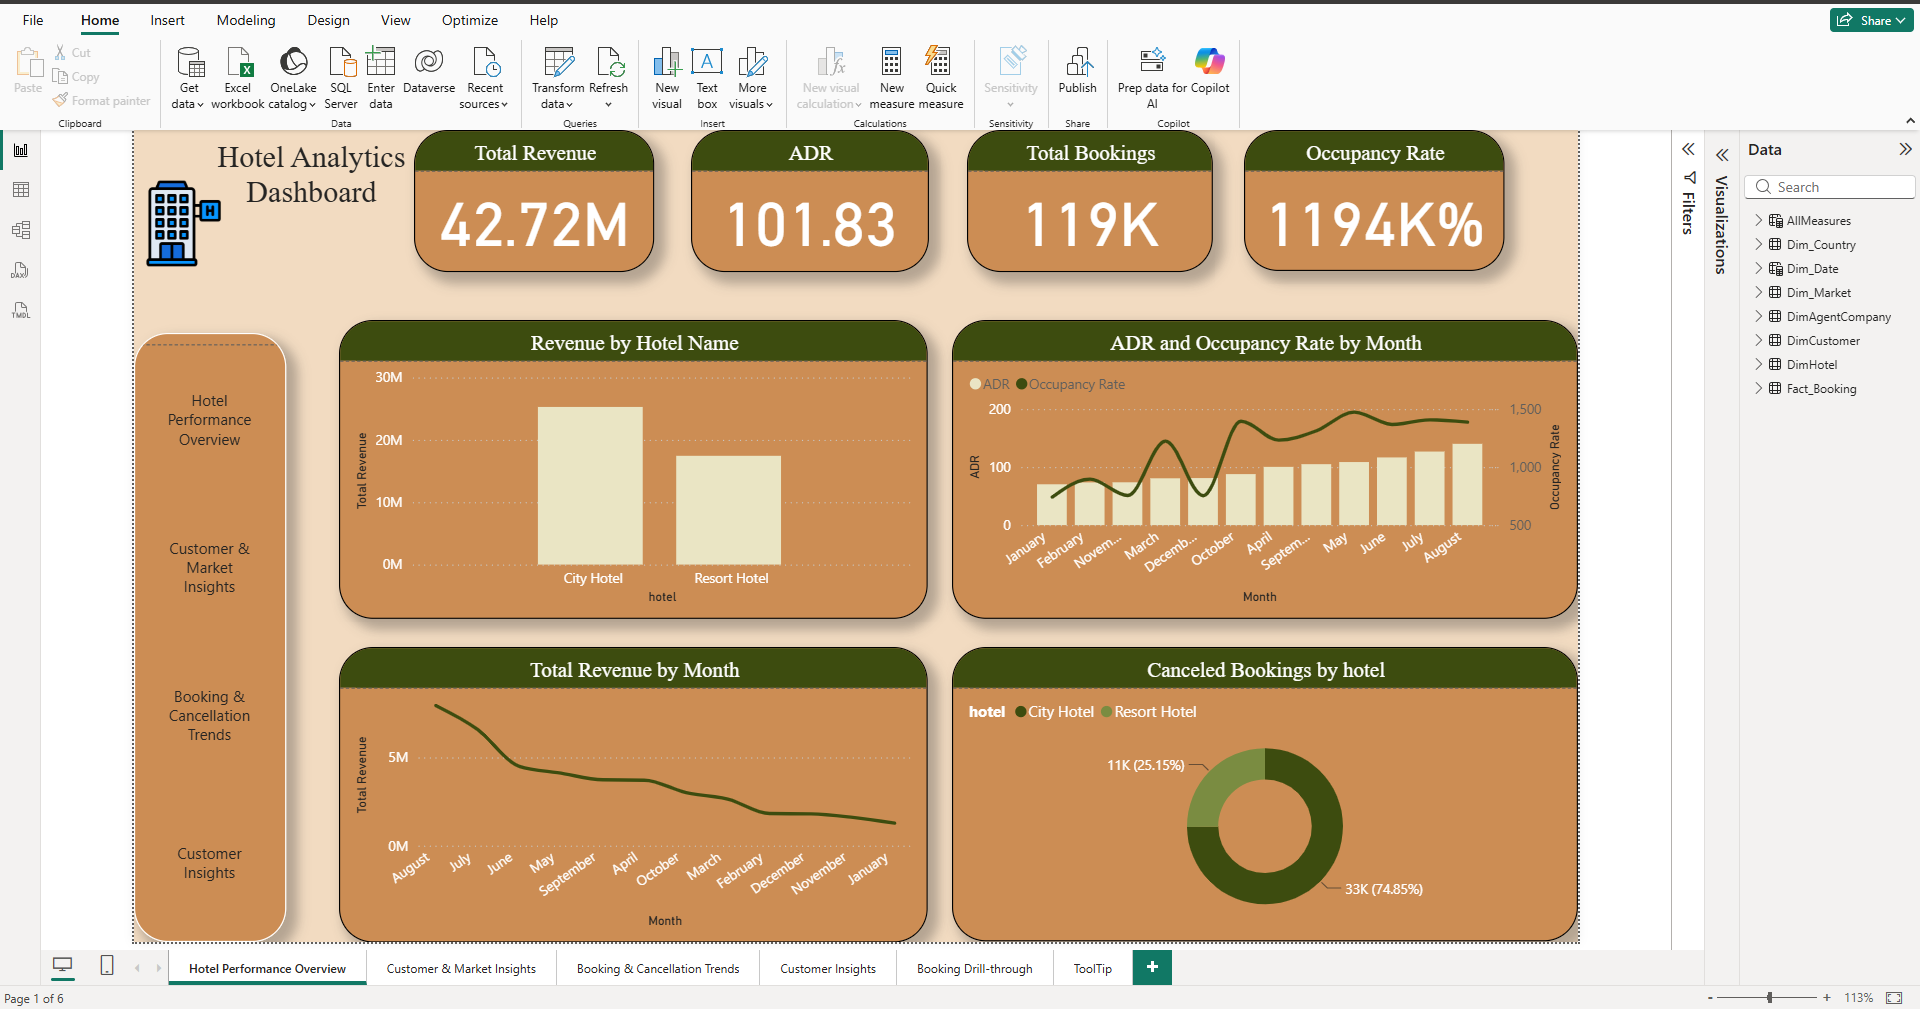 File
Home
Insert
Modeling
Design
View
Optimize
Help
Share
Paste
Cut
Copy
Format painter
Clipboard
Get data
Excel workbook
OneLake catalog
SQL Server
Enter data
Dataverse
Recent sources
Data
Transform data
Refresh
Queries
New visual
Text box
More visuals
Insert
New visual calculation
New measure
Quick measure
Calculations
Sensitivity
Sensitivity
Publish
Share
Prep data for AI
Copilot
Copilot
DAX
TMDL
Hotel Analytics
Dashboard
H
Total Revenue
42.72M
ADR
101.83
Total Bookings
119K
Occupancy Rate
1194K%
Hotel
Performance
Overview
Customer &
Market
Insights
Booking &
Cancellation
Trends
Customer
Insights
Revenue by Hotel Name
Total Revenue
30M
20M
10M
0M
City Hotel
Resort Hotel
hotel
ADR and Occupancy Rate by Month
ADR
Occupancy Rate
ADR
200
100
0
1,500
1,000
500
Occupancy Rate
January
February
Novem...
March
Decemb...
October
April
Septem...
May
June
July
August
Month
Total Revenue by Month
Total Revenue
5M
0M
August
July
June
May
September
April
October
March
February
December
November
January
Month
Canceled Bookings by hotel
hotel
City Hotel
Resort Hotel
11K (25.15%)
33K (74.85%)
Filters
Visualizations
Data
Search
AllMeasures
Dim_Country
Dim_Date
Dim_Market
DimAgentCompany
DimCustomer
DimHotel
Fact_Booking
Hotel Performance Overview
Customer & Market Insights
Booking & Cancellation Trends
Customer Insights
Booking Drill-through
ToolTip
+
Page 1 of 6
- + 113%